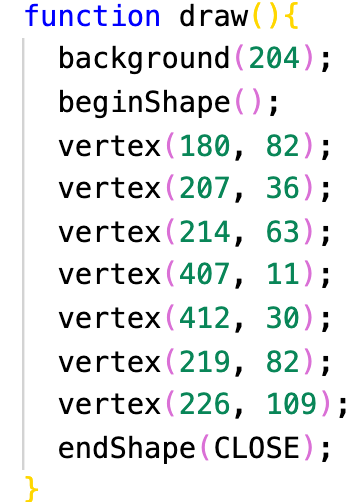 function draw(){
  background(204);
  beginShape();
  vertex(180, 82);
  vertex(207, 36);
  vertex(214, 63);
  vertex(407, 11);
  vertex(412, 30);
  vertex(219, 82);
  vertex(226, 109);
  endShape(CLOSE);
}